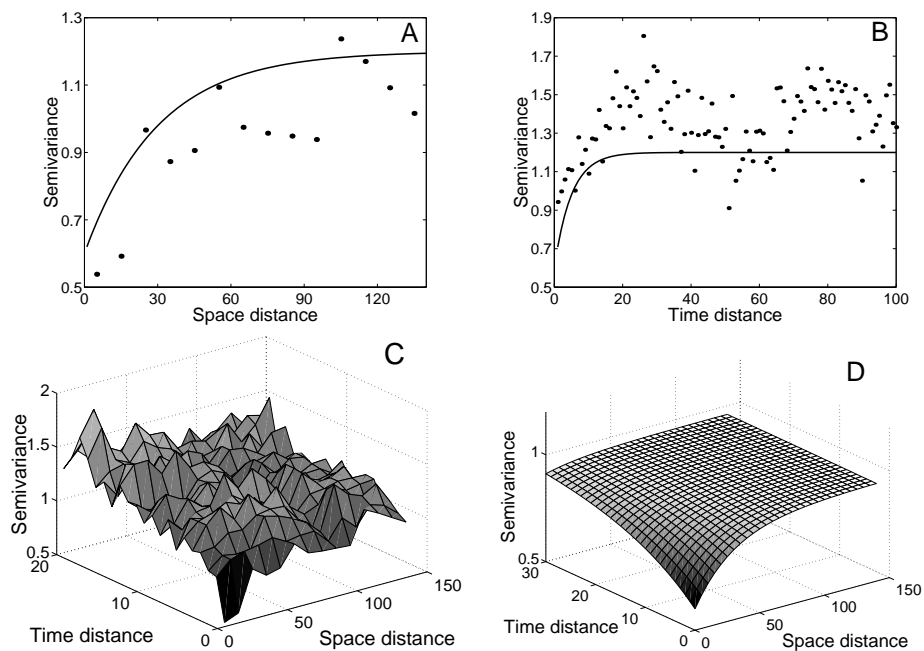 A
1.3
1.1
0.9
0.7
0.5
0 30 60 90 120
Semivariance
Space distance
B
1.9
1.7
1.5
1.3
1.1
0.9
0.7
0.5
0 20 40 60 80 100
Semivariance
Time distance
C
2
1.5
1
0.5
Semivariance
20
10
0
Time distance
0
50
100
150
Space distance
D
1
0.5
Semivariance
30
20
10
0
Time distance
0
50
100
150
Space distance